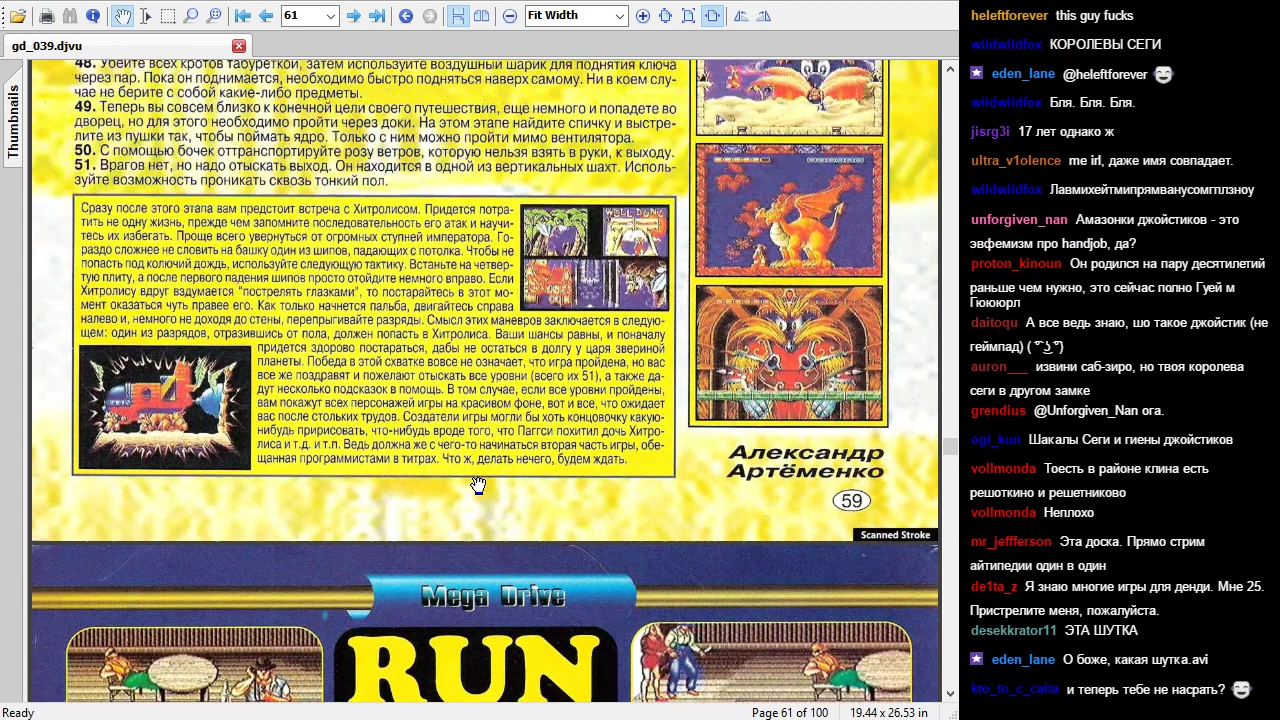 61
Fit Width
gd_039.djvu
Thumbnails
48. Убейте всех кротов табуреткой, затем используйте воздушный шарик для поднятия ключа
через пар. Пока он поднимается, необходимо быстро подняться наверх самому. Ни в коем слу-
чае не берите с собой какие-либо предметы.
49. Теперь вы совсем близко к конечной цели своего путешествия, еще немного и попадете во
дворец, но для этого необходимо пройти через доки. На этом этапе найдите спичку и выстре-
лите из пушки так, чтобы поймать ядро. Только с ним можно пройти мимо вентилятора.
50. С помощью бочек оттранспортируйте розу ветров, которую нельзя взять в руки, к выходу.
51. Врагов нет, но надо отыскать выход. Он находится в одной из вертикальных шахт. Исполь-
зуйте возможность проникать сквозь тонкий пол.
Сразу после этого этапа вам предстоит встреча с Хитролисом. Придется потра-
тить не одну жизнь, прежде чем запомните последовательность его атак и научи-
тесь их избегать. Проще всего увернуться от огромных ступней императора. Го-
раздо сложнее не словить на башку один из шипов, падающих с потолка. Чтобы не
попасть под колючий дождь, используйте следующую тактику. Встаньте на четвер-
тую плиту, а после первого падения шипов просто отойдите немного вправо. Если
Хитролису вдруг вздумается "пострелять глазками", то постарайтесь в этот мо-
мент оказаться чуть правее его. Как только начнется пальба, двигайтесь справа
налево и, немного не доходя до стены, перепрыгивайте разряды. Смысл этих маневров заключается в следую-
щем: один из разрядов, отразившись от пола, должен попасть в Хитролиса. Ваши шансы равны, и поначалу
придется здорово постараться, дабы не остаться в долгу у царя звериной
планеты. Победа в этой схватке вовсе не означает, что игра пройдена, но вас
все же поздравят и пожелают отыскать все уровни (всего их 51), а также да-
дут несколько подсказок в помощь. В том случае, если все уровни пройдены,
вам покажут всех персонажей игры на красивом фоне, вот и все, что ожидает
вас после стольких трудов. Создатели игры могли бы хоть концовочку какую-
нибудь пририсовать, что-нибудь вроде того, что Паггси похитил дочь Хитро-
лиса и т.д. и т.п. Ведь должна же с чего-то начинаться вторая часть игры, обе-
щанная программистами в титрах. Что ж, делать нечего, будем ждать.
WELL DONE
Александр
Артёменко
59
Scanned Stroke
Mega Drive
RUN
Ready
Page 61 of 100
19.44 x 26.53 in
heleftforever this guy fucks
wildwildfox КОРОЛЕВЫ СЕГИ
eden_lane @heleftforever
wildwildfox Бля. Бля. Бля.
jisrg3i 17 лет однако ж
ultra_v1olence me irl, даже имя совпадает.
wildwildfox Лавмихейтмипрямванусомгплзноу
unforgiven_nan Амазонки джойстиков - это
эвфемизм про handjob, да?
proton_kinoun Он родился на пару десятилетий
раньше чем нужно, это сейчас полно Гуей м
Гюююрл
daitoqu А все ведь знаю, шо такое джойстик (не
геймпад) ( ͡° ͜ʖ ͡°)
auron___ извини саб-зиро, но твоя королева
сеги в другом замке
grendius @Unforgiven_Nan ога.
ogi_kun Шакалы Сеги и гиены джойстиков
vollmonda Тоесть в районе клина есть
решоткино и решетниково
vollmonda Неплохо
mr_jeffferson Эта доска. Прямо стрим
айтипедии один в один
de1ta_z Я знаю многие игры для денди. Мне 25.
Пристрелите меня, пожалуйста.
desekkrator11 ЭТА ШУТКА
eden_lane О боже, какая шутка.avi
kto_to_c_caita и теперь тебе не насрать?